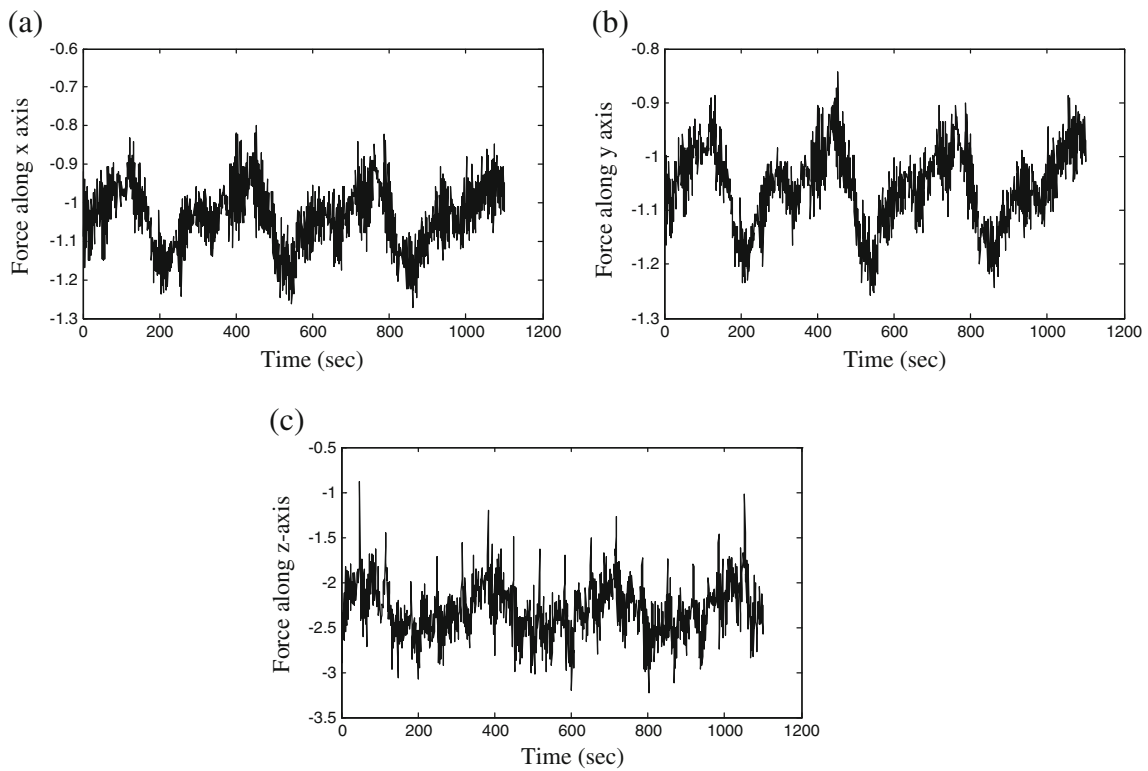 (a)
-0.6
-0.7
-0.8
-0.9
-1
-1.1
-1.2
-1.3
Force along x axis
0 200 400 600 800 1000 1200
Time (sec)
(b)
-0.8
-0.9
-1
-1.1
-1.2
-1.3
Force along y axis
0 200 400 600 800 1000 1200
Time (sec)
(c)
-0.5
-1
-1.5
-2
-2.5
-3
-3.5
Force along z-axis
0 200 400 600 800 1000 1200
Time (sec)